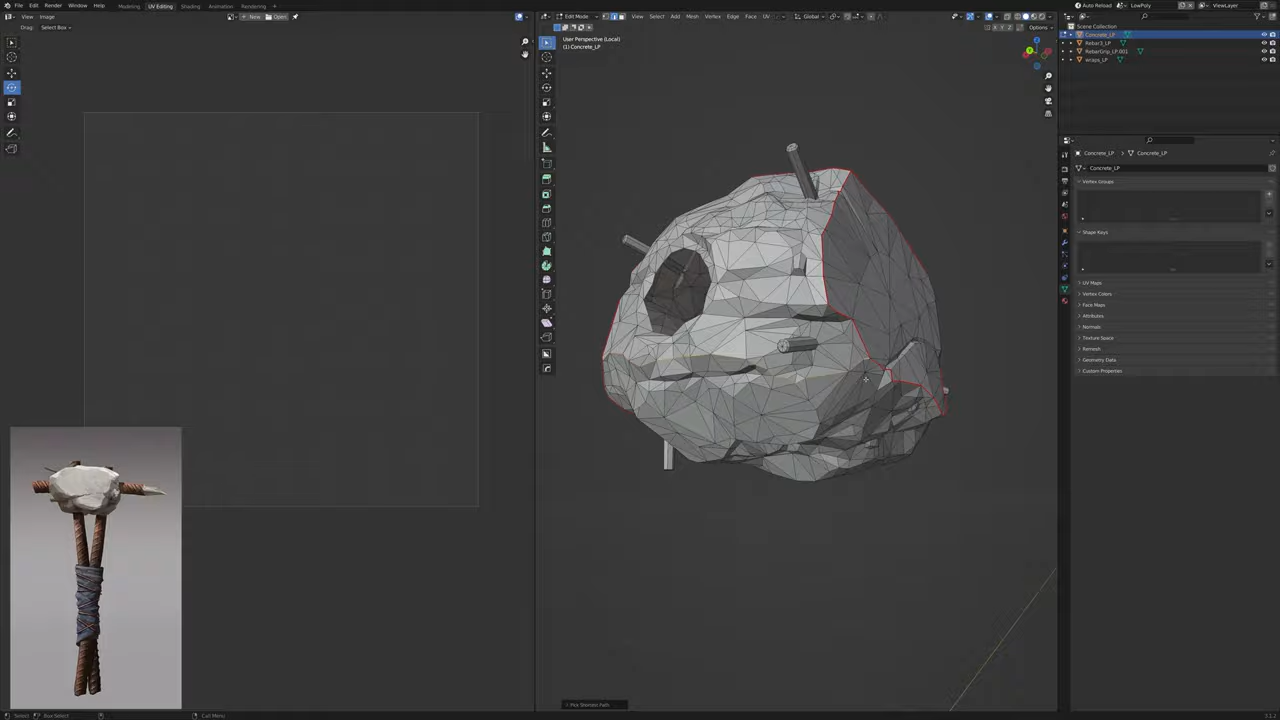 File Edit Render Window Help Modeling UV Editing Shading Animation Rendering Auto Reload LowPoly ViewLayer
View Image New Open Edit Mode View Select Add Mesh Vertex Edge Face UV Global
Drag: Select Box Options
Scene Collection
Concrete_LP
Rebar3_LP
RebarGrip_LP.001
wraps_LP
User Perspective (Local)
(1) Concrete_LP
Concrete_LP Concrete_LP
Concrete_LP
Vertex Groups
Shape Keys
UV Maps
Vertex Colors
Face Maps
Attributes
Normals
Texture Space
Remesh
Geometry Data
Custom Properties
Pick Shortest Path
Select Box Select Call Menu